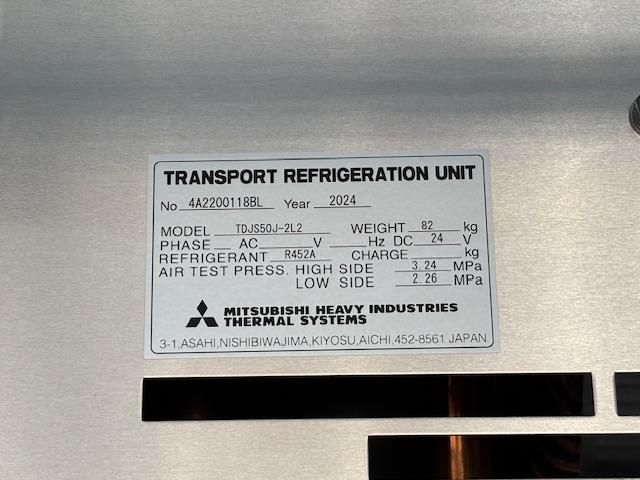 TRANSPORT REFRIGERATION UNIT
No 4A2200118BL Year 2024
MODEL TDJS50J-2L2 WEIGHT 82 kg
PHASE AC V Hz DC 24 V
REFRIGERANT R452A CHARGE kg
AIR TEST PRESS. HIGH SIDE 3.24 MPa
LOW SIDE 2.26 MPa
MITSUBISHI HEAVY INDUSTRIES
THERMAL SYSTEMS
3-1,ASAHI,NISHIBIWAJIMA,KIYOSU,AICHI,452-8561 JAPAN